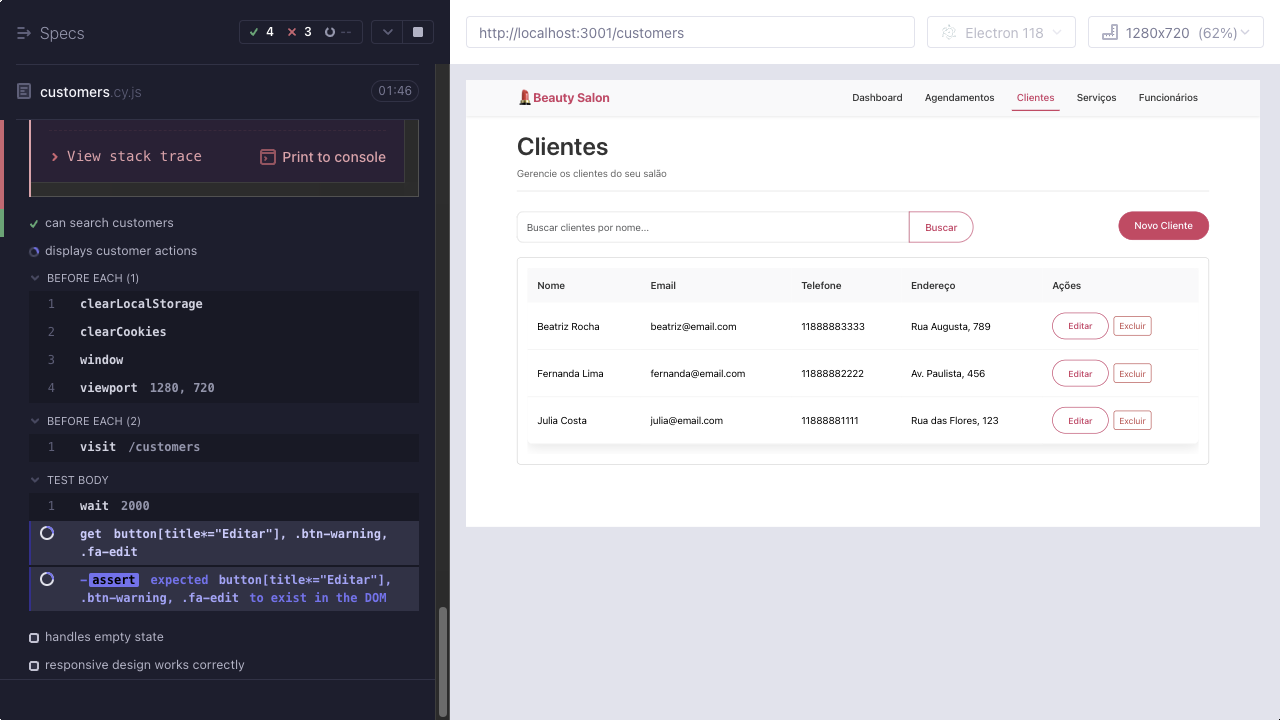 Specs
4 3 --
customers.cy.js
01:46
View stack trace
Print to console
can search customers
displays customer actions
BEFORE EACH (1)
1 clearLocalStorage
2 clearCookies
3 window
4 viewport 1280, 720
BEFORE EACH (2)
1 visit /customers
TEST BODY
1 wait 2000
get button[title*="Editar"], .btn-warning,
.fa-edit
-assert expected button[title*="Editar"],
.btn-warning, .fa-edit to exist in the DOM
handles empty state
responsive design works correctly
http://localhost:3001/customers
Electron 118
1280x720 (62%)
Beauty Salon
Dashboard Agendamentos Clientes Serviços Funcionários
Clientes
Gerencie os clientes do seu salão
Buscar clientes por nome...
Buscar
Novo Cliente
Nome Email Telefone Endereço Ações
Beatriz Rocha beatriz@email.com 11888883333 Rua Augusta, 789 Editar Excluir
Fernanda Lima fernanda@email.com 11888882222 Av. Paulista, 456 Editar Excluir
Julia Costa julia@email.com 11888881111 Rua das Flores, 123 Editar Excluir